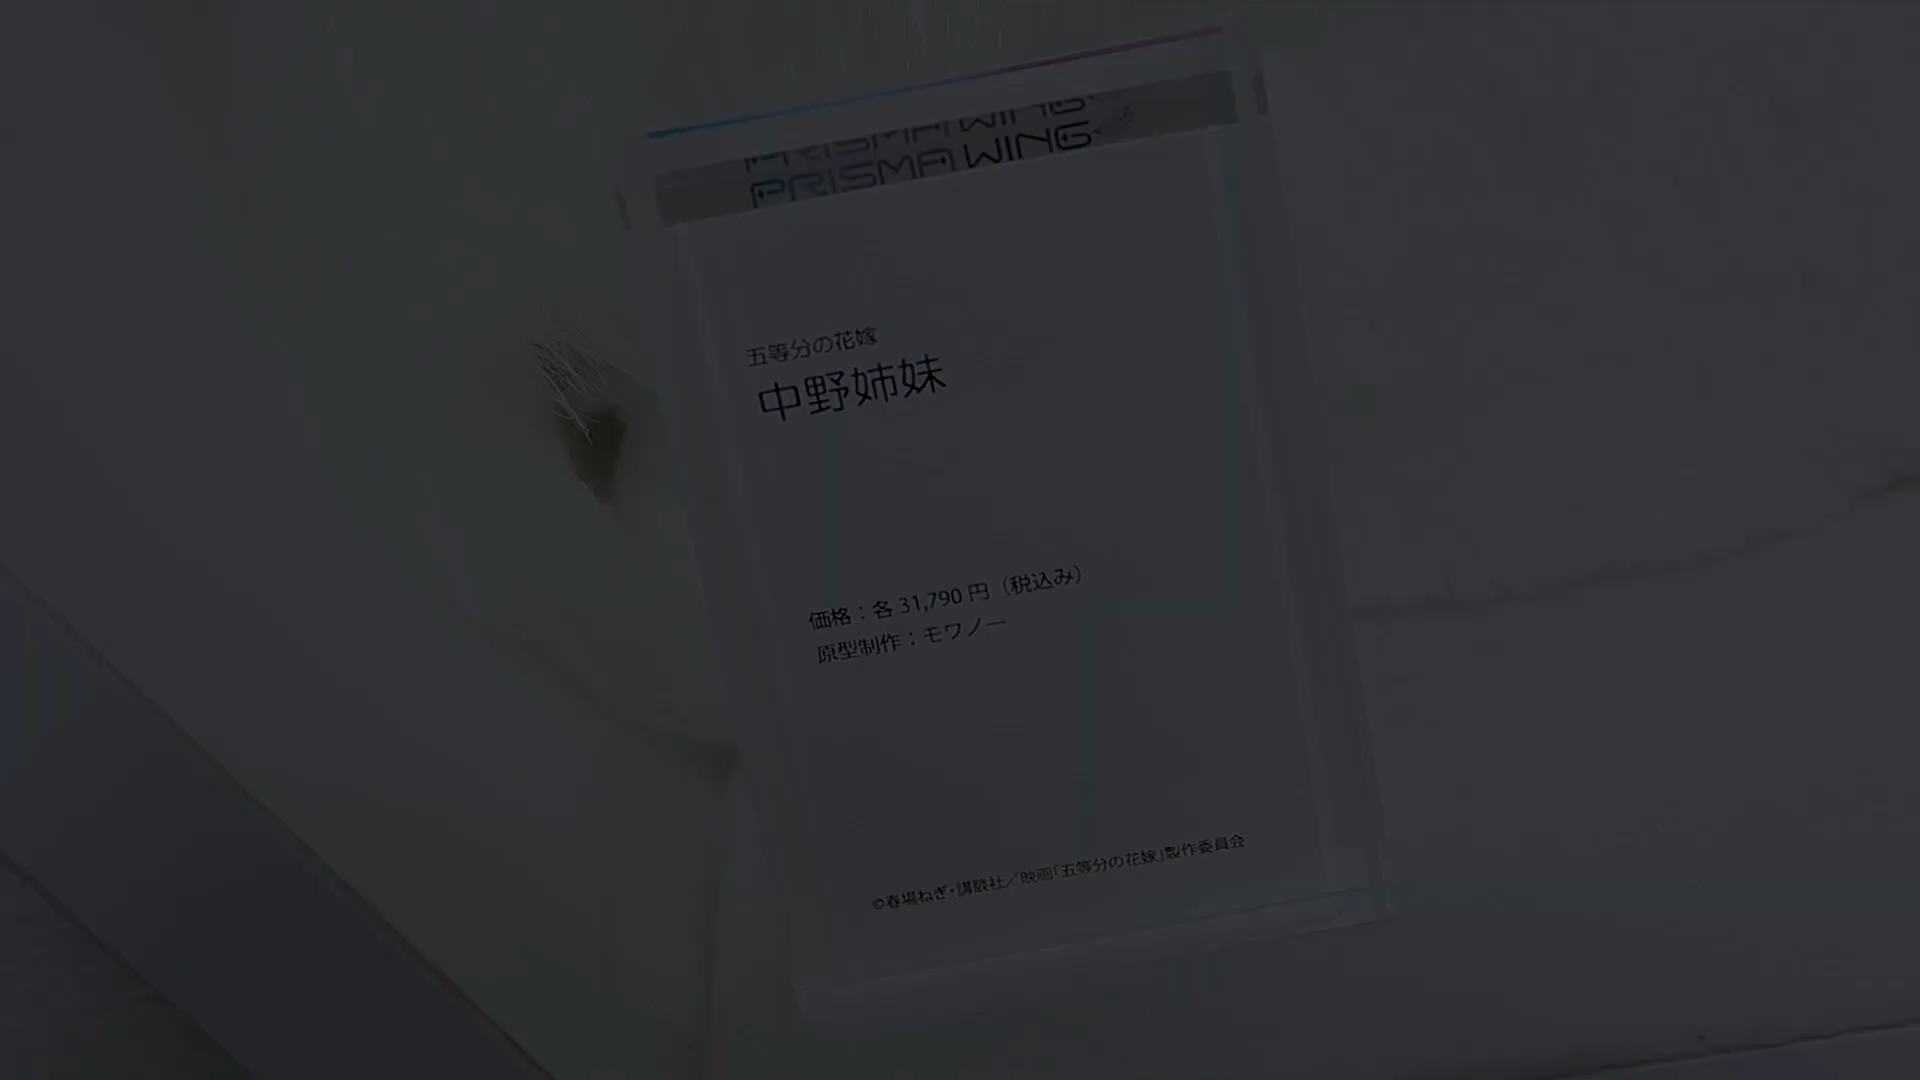 PRISMA WING
五等分の花嫁
中野姉妹
価格：各 31,790 円（税込み）
原型制作：モワノー
©春場ねぎ・講談社／映画「五等分の花嫁」製作委員会